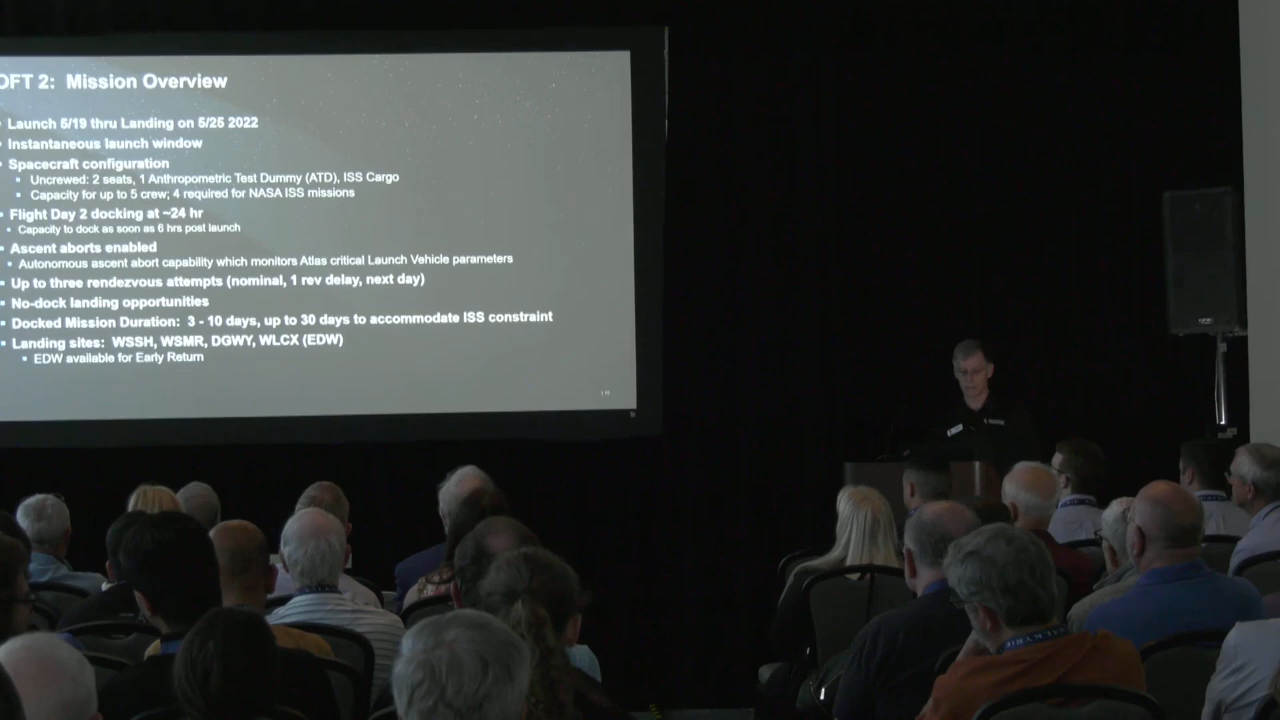 OFT 2: Mission Overview
Launch 5/19 thru Landing on 5/25 2022
Instantaneous launch window
Spacecraft configuration
Uncrewed: 2 seats, 1 Anthropometric Test Dummy (ATD), ISS Cargo
Capacity for up to 5 crew; 4 required for NASA ISS missions
Flight Day 2 docking at ~24 hr
Capacity to dock as soon as 6 hrs post launch
Ascent aborts enabled
Autonomous ascent abort capability which monitors Atlas critical Launch Vehicle parameters
Up to three rendezvous attempts (nominal, 1 rev delay, next day)
No-dock landing opportunities
Docked Mission Duration: 3 - 10 days, up to 30 days to accommodate ISS constraint
Landing sites: WSSH, WSMR, DGWY, WLCX (EDW)
EDW available for Early Return
VALKYRIE